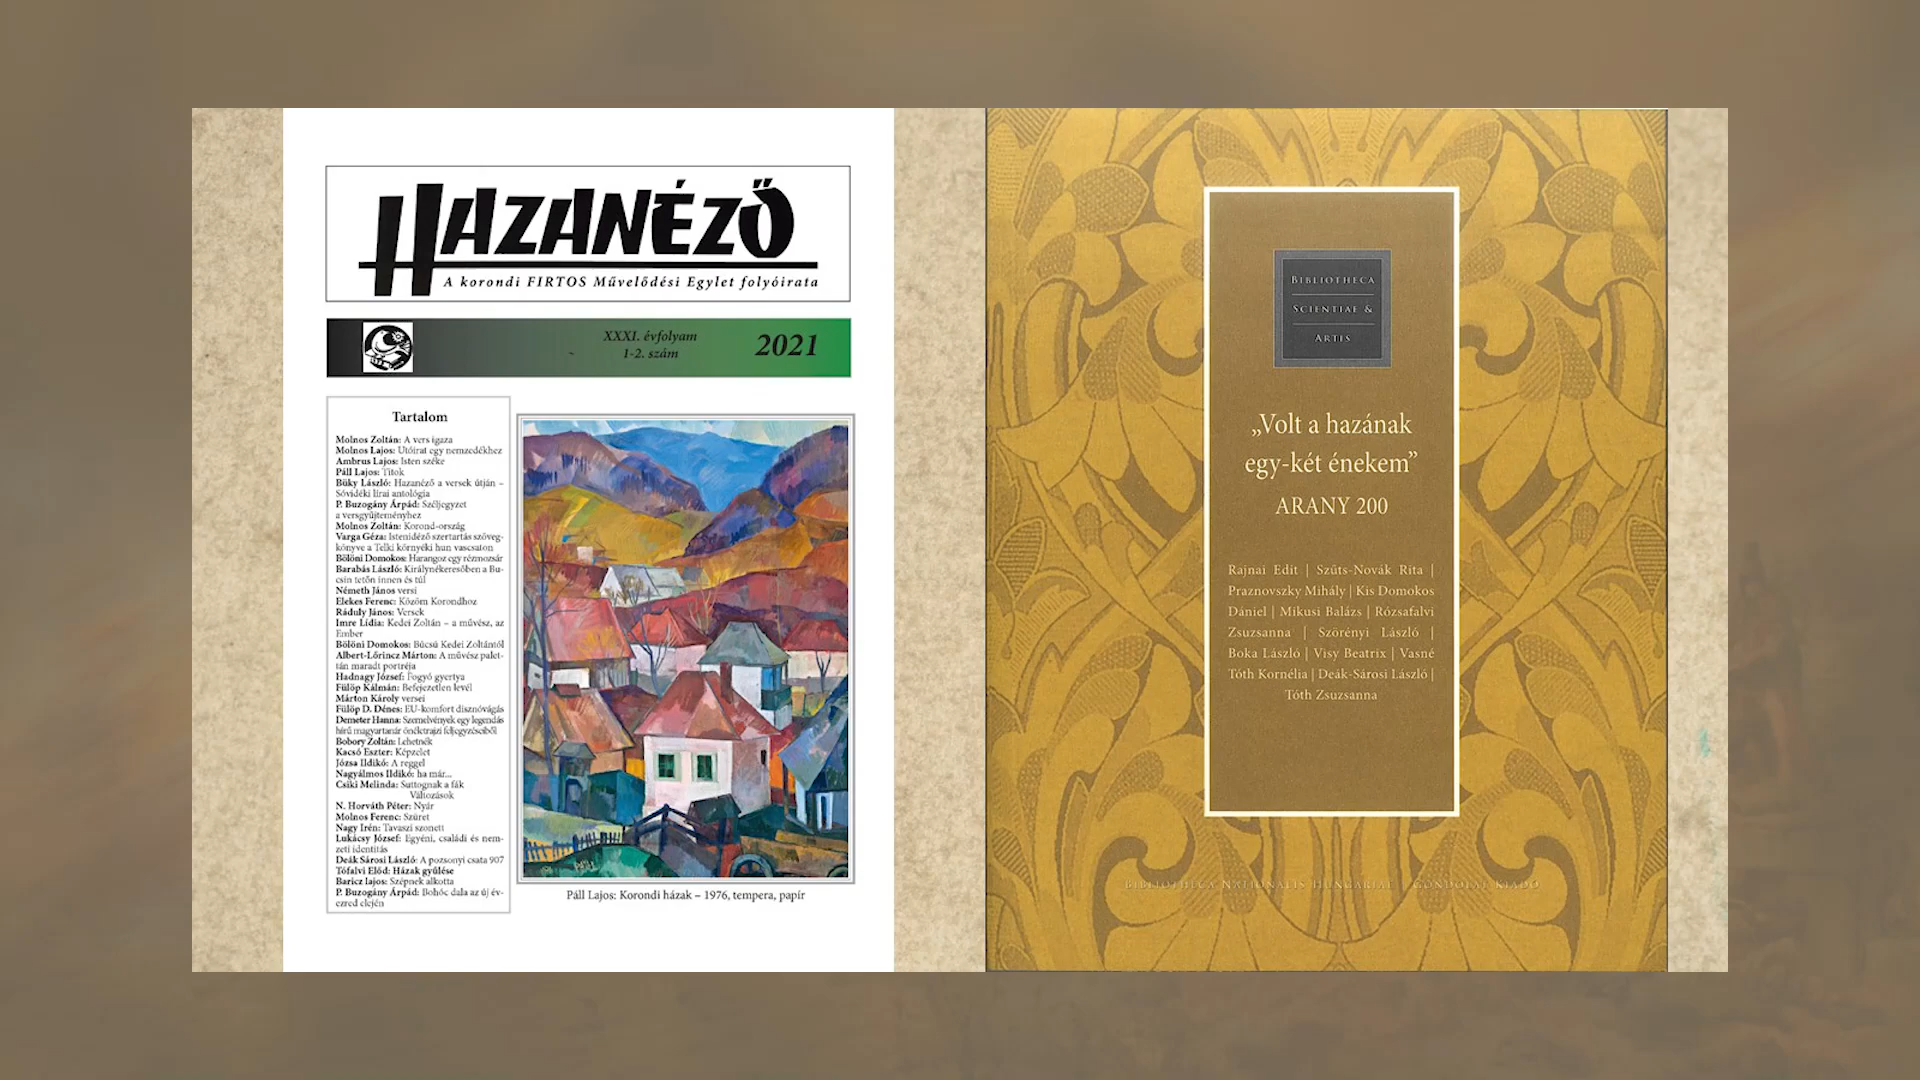 HAZANÉZŐ
A korondi FIRTOS Művelődési Egylet folyóirata
XXXI. évfolyam
1-2. szám
2021
Tartalom
Molnos Zoltán: A vers igaza
Molnos Lajos: Utóirat egy nemzedékhez
Ambrus Lajos: Isten széke
Páll Lajos: Titok
Büky László: Hazanéző a versek útján –
Sóvidéki lírai antológia
P. Buzogány Árpád: Széljegyzet
a versgyűjteményhez
Molnos Zoltán: Korond-ország
Varga Géza: Istenidéző szertartás szöveg-
könyve a Telki környéki hun vascsaton
Bölöni Domokos: Harangoz egy rézmozsár
Barabás László: Királynékeresőben a Bu-
csin tetőn innen és túl
Németh János versi
Elekes Ferenc: Közöm Korondhoz
Ráduly János: Versek
Imre Lídia: Kedei Zoltán – a művész, az
Ember
Bölöni Domokos: Búcsú Kedei Zoltántól
Albert-Lőrincz Márton: A művész palet-
tán maradt portréja
Hadnagy József: Fogyó gyertya
Fülöp Kálmán: Befejezetlen levél
Márton Károly versei
Fülöp D. Dénes: EU-komfort disznóvágás
Demeter Hanna: Szemelvények egy legendás
hírű magyartanár önéletrajzi feljegyzéseiből
Bobory Zoltán: Lehetnék
Kacsó Eszter: Képzelet
Józsa Ildikó: A reggel
Nagyálmos Ildikó: ha már...
Csiki Melinda: Suttognak a fák
Változások
N. Horváth Péter: Nyár
Molnos Ferenc: Szüret
Nagy Irén: Tavaszi szonett
Lukácsy József: Egyéni, családi és nem-
zeti identitás
Deák Sárosi László: A pozsonyi csata 907
Tófalvi Előd: Házak gyűlése
Baricz lajos: Szépnek alkotta
P. Buzogány Árpád: Bohóc dala az új év-
ezred elején
Páll Lajos: Korondi házak – 1976, tempera, papír
BIBLIOTHECA
SCIENTIAE &
ARTIS
„Volt a hazának
egy-két énekem”
ARANY 200
Rajnai Edit | Szűts-Novák Rita |
Praznovszky Mihály | Kis Domokos
Dániel | Mikusi Balázs | Rózsafalvi
Zsuzsanna | Szörényi László |
Boka László | Visy Beatrix | Vasné
Tóth Kornélia | Deák-Sárosi László |
Tóth Zsuzsanna
BIBLIOTHECA NATIONALIS HUNGARIAE | GONDOLAT KIADÓ